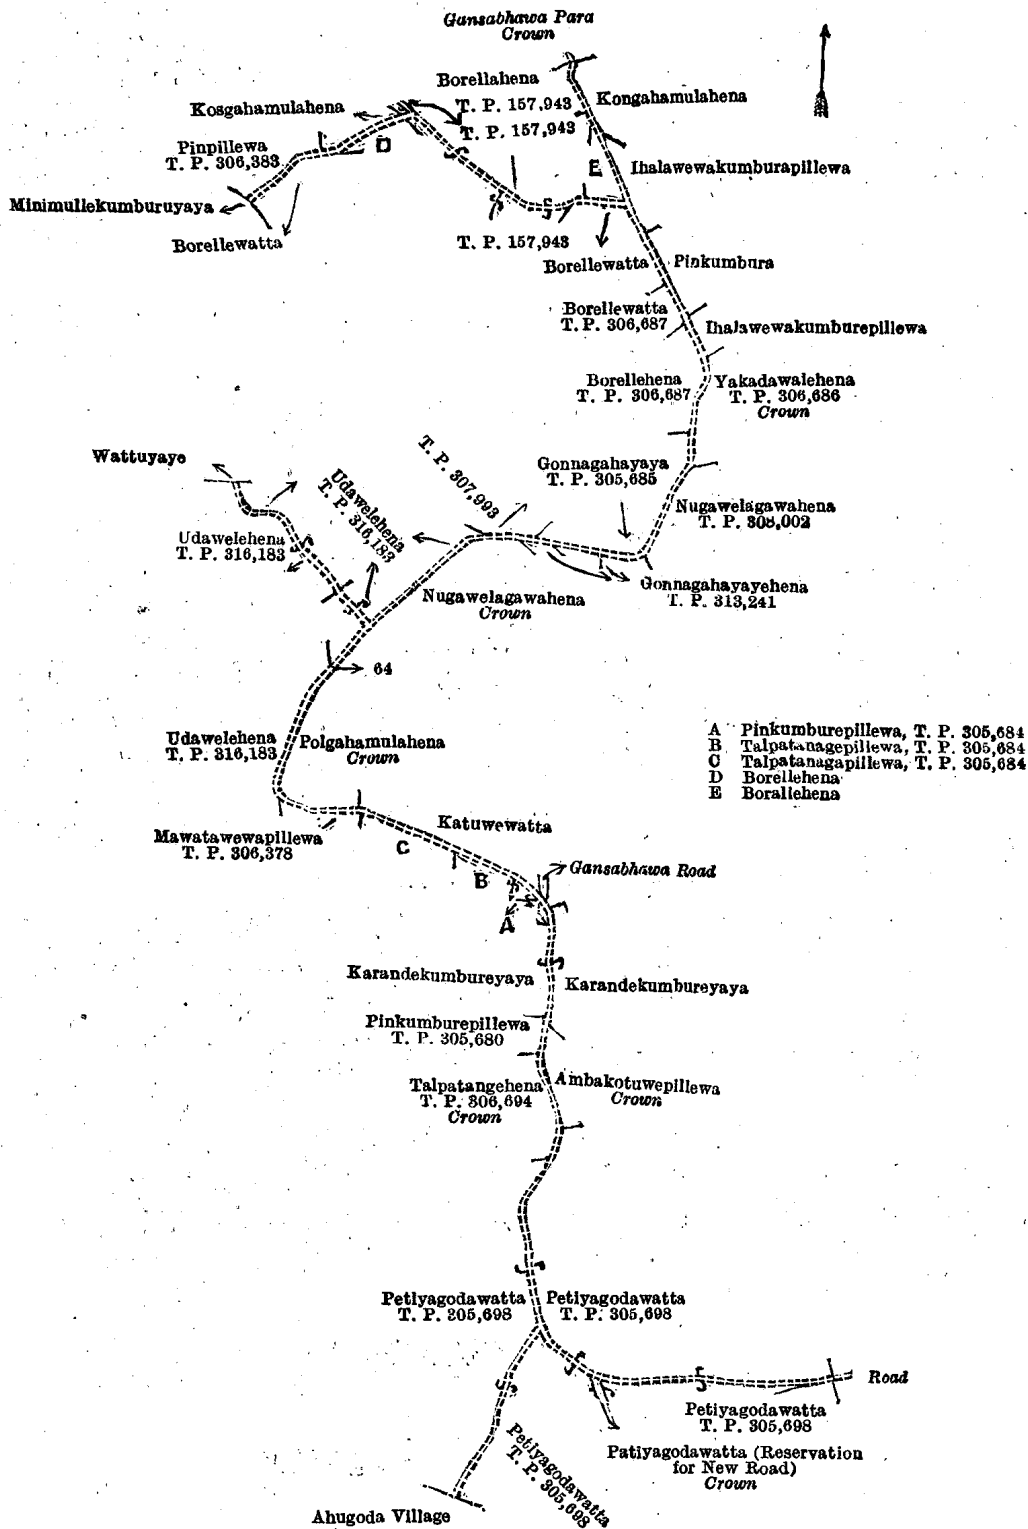 Gansabhawa Para
Crown
Borellahena
T. P. 157,943
T. P. 157,943
Kongahamulahena
Kosgahamulahena
D
Pinpillewa
T. P. 306,383
E
Ihalawewakumburapillewa
Minimullekumburuyaya
Borellewatta
T. P. 157,943
Borellewatta
Pinkumbura
Borellewatta
T. P. 306,687
Ihalawewakumburepillewa
Borellehena
T. P. 306,687
Yakadawalehena
T. P. 306,686
Crown
Wattuyaye
T. P. 307,993
Gonnagahayaya
T. P. 305,685
Udawelehena
T. P. 316,183
Nugawelagawahena
T. P. 308,002
Udawelehena
T. P. 316,183
Nugawelagawahena
Crown
Gonnagahayayehena
T. P. 313,241
64
Udawelehena
T. P. 316,183
Polgahamulahena
Crown
A Pinkumburepillewa, T. P. 305,684
B Talpatanagepillewa, T. P. 305,684
C Talpatanagapillewa, T. P. 305,684
D Borellehena
E Borallehena
Mawatawewapillewa
T. P. 306,378
Katuwewatta
C
B
Gansabhawa Road
A
Karandekumbureyaya
Karandekumbureyaya
Pinkumburepillewa
T. P. 305,680
Talpatangehena
T. P. 306,694
Crown
Ambakotuwepillewa
Crown
Petiyagodawatta
T. P. 305,698
Petiyagodawatta
T. P. 305,698
Road
Petiyagodawatta
T. P. 305,698
Petiyagodawatta
T. P. 305,698
Patiyagodawatta (Reservation
for New Road)
Crown
Ahugoda Village